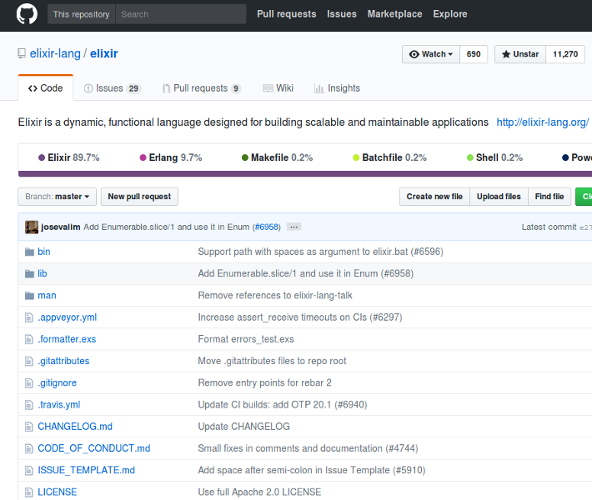 This repository Search Pull requests Issues Marketplace Explore
elixir-lang / elixir Watch 690 Unstar 11,270
Code Issues 29 Pull requests 9 Wiki Insights
Elixir is a dynamic, functional language designed for building scalable and maintainable applications http://elixir-lang.org/
Elixir 89.7% Erlang 9.7% Makefile 0.2% Batchfile 0.2% Shell 0.2%
Branch: master New pull request Create new file Upload files Find file
josevalim Add Enumerable.slice/1 and use it in Enum (#6958) Latest commit
bin Support path with spaces as argument to elixir.bat (#6596)
lib Add Enumerable.slice/1 and use it in Enum (#6958)
man Remove references to elixir-lang-talk
.appveyor.yml Increase assert_receive timeouts on CIs (#6297)
.formatter.exs Format errors_test.exs
.gitattributes Move .gitattributes files to repo root
.gitignore Remove entry points for rebar 2
.travis.yml Update CI builds: add OTP 20.1 (#6940)
CHANGELOG.md Update CHANGELOG
CODE_OF_CONDUCT.md Small fixes in comments and documentation (#4744)
ISSUE_TEMPLATE.md Add space after semi-colon in Issue Template (#5910)
LICENSE Use full Apache 2.0 LICENSE